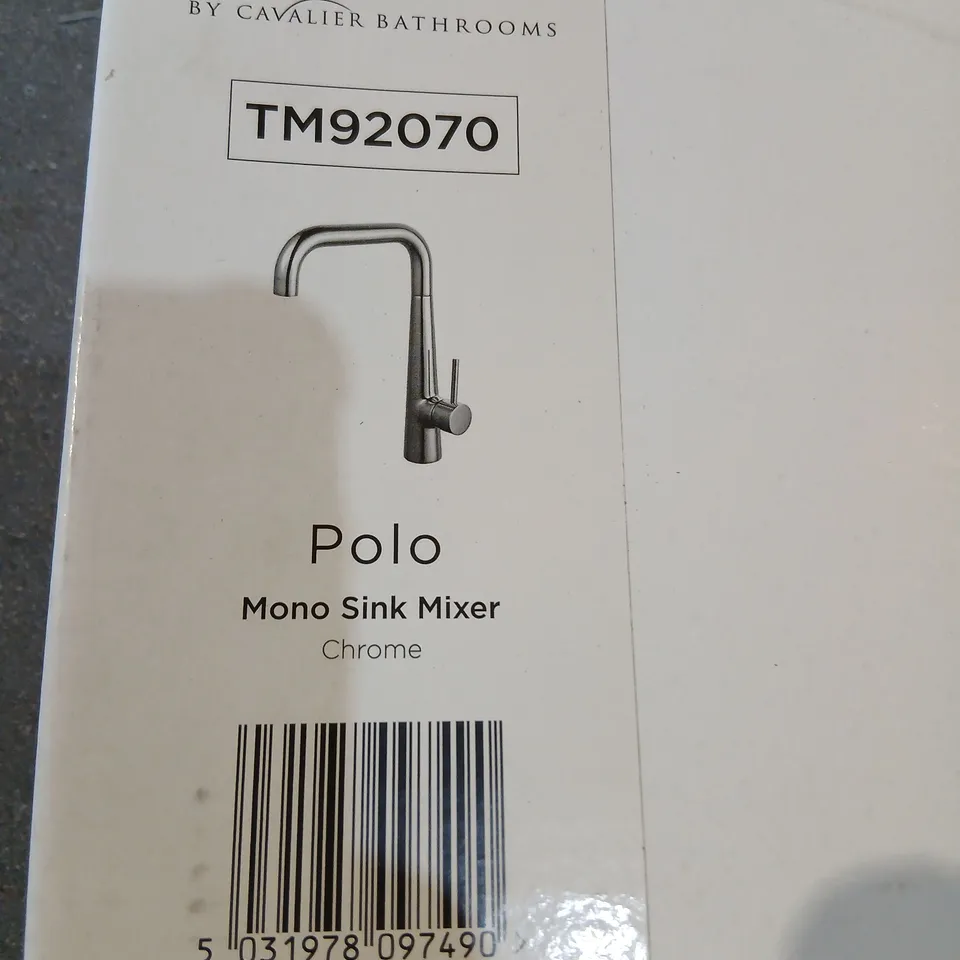 BY CAVALIER BATHROOMS
TM92070
Polo
Mono Sink Mixer
Chrome
5 031978 097490 >